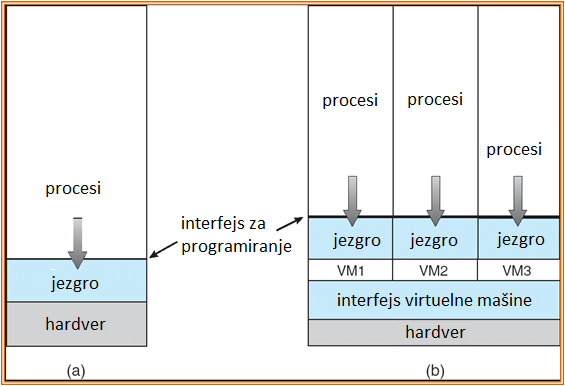 procesi
jezgro
hardver
(a)
interfejs za
programiranje
procesi
procesi
procesi
jezgro
jezgro
jezgro
VM1
VM2
VM3
interfejs virtuelne mašine
hardver
(b)